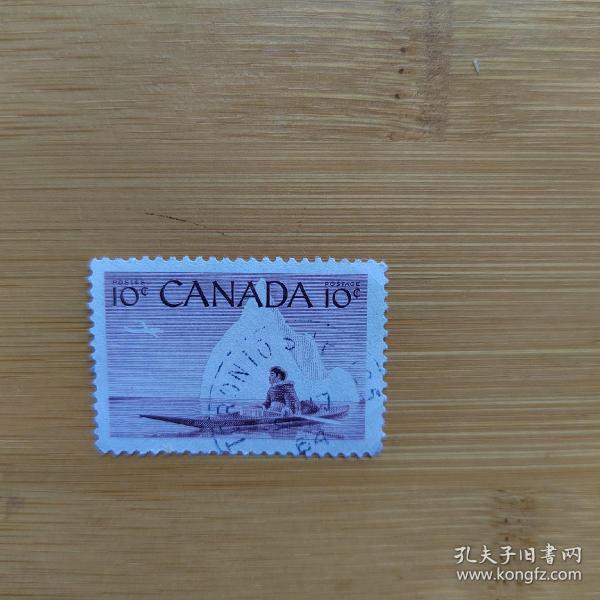 POSTES POSTAGE
10¢ CANADA 10¢
孔夫子旧书网
www.kongfz.com